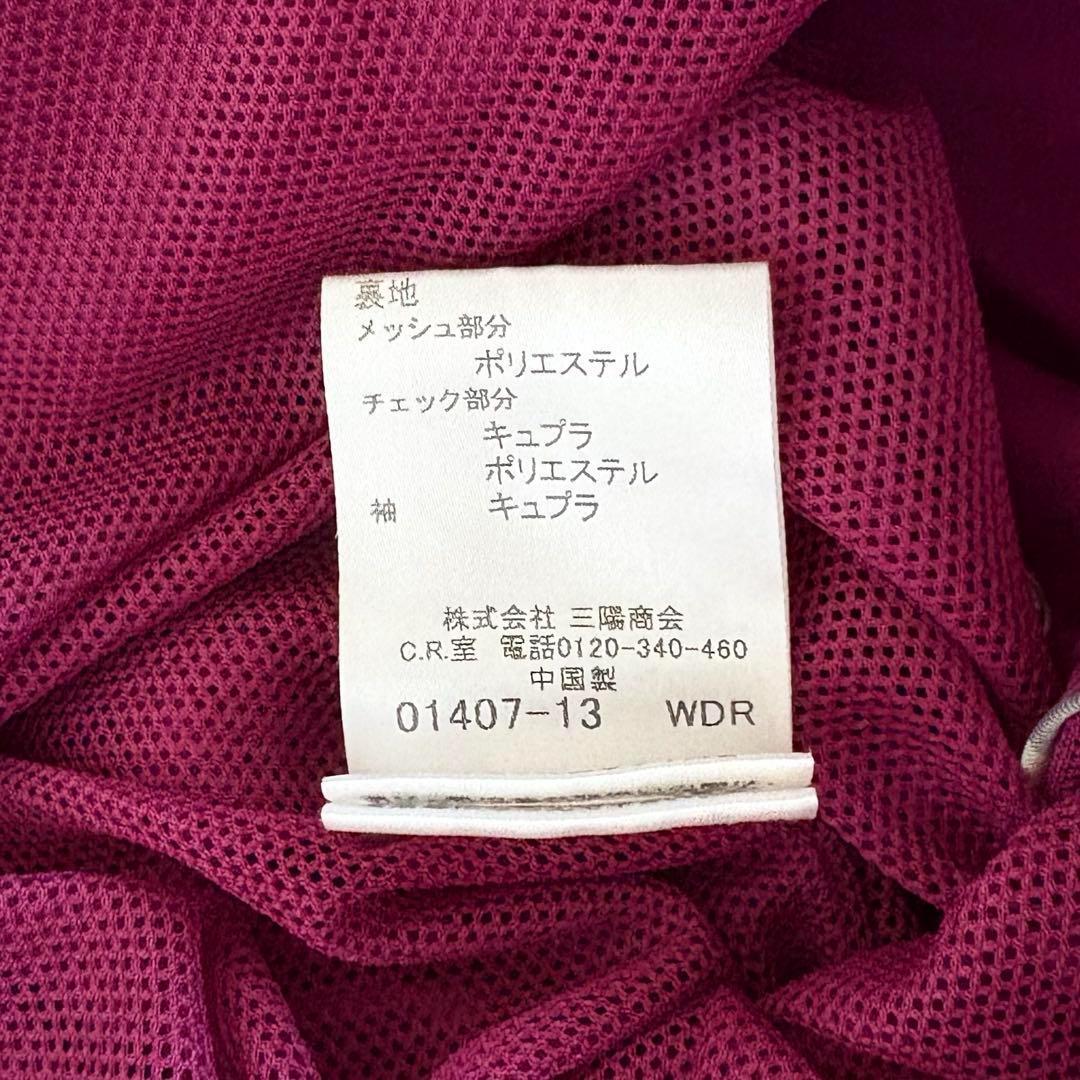 裏地
メッシュ部分
ポリエステル
チェック部分
キュプラ
ポリエステル
袖 キュプラ
株式会社 三陽商会
C.R.室 電話0120-340-460
中国製
01407-13 WDR